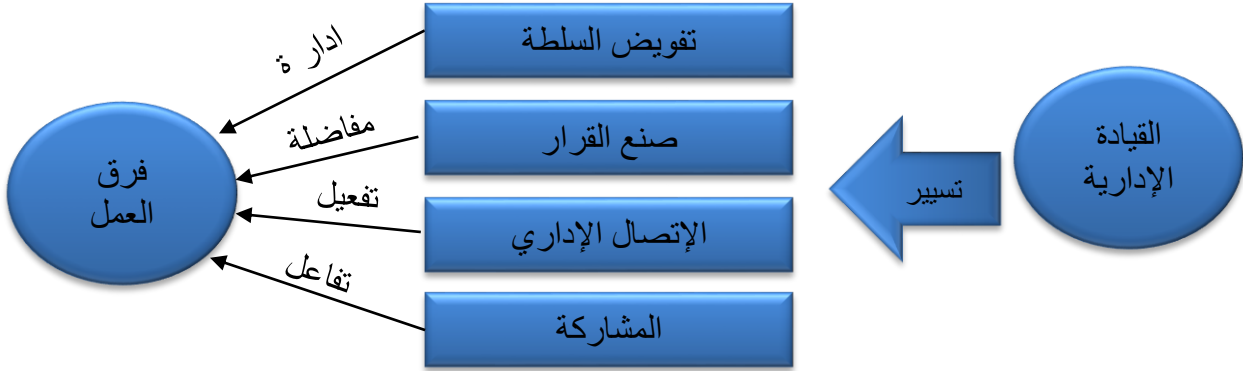 القيادة
الإدارية
تسيير
تفويض السلطة
صنع القرار
الإتصال الإداري
المشاركة
ادار ة
مفاضلة
تفعيل
تفاعل
فرق
العمل